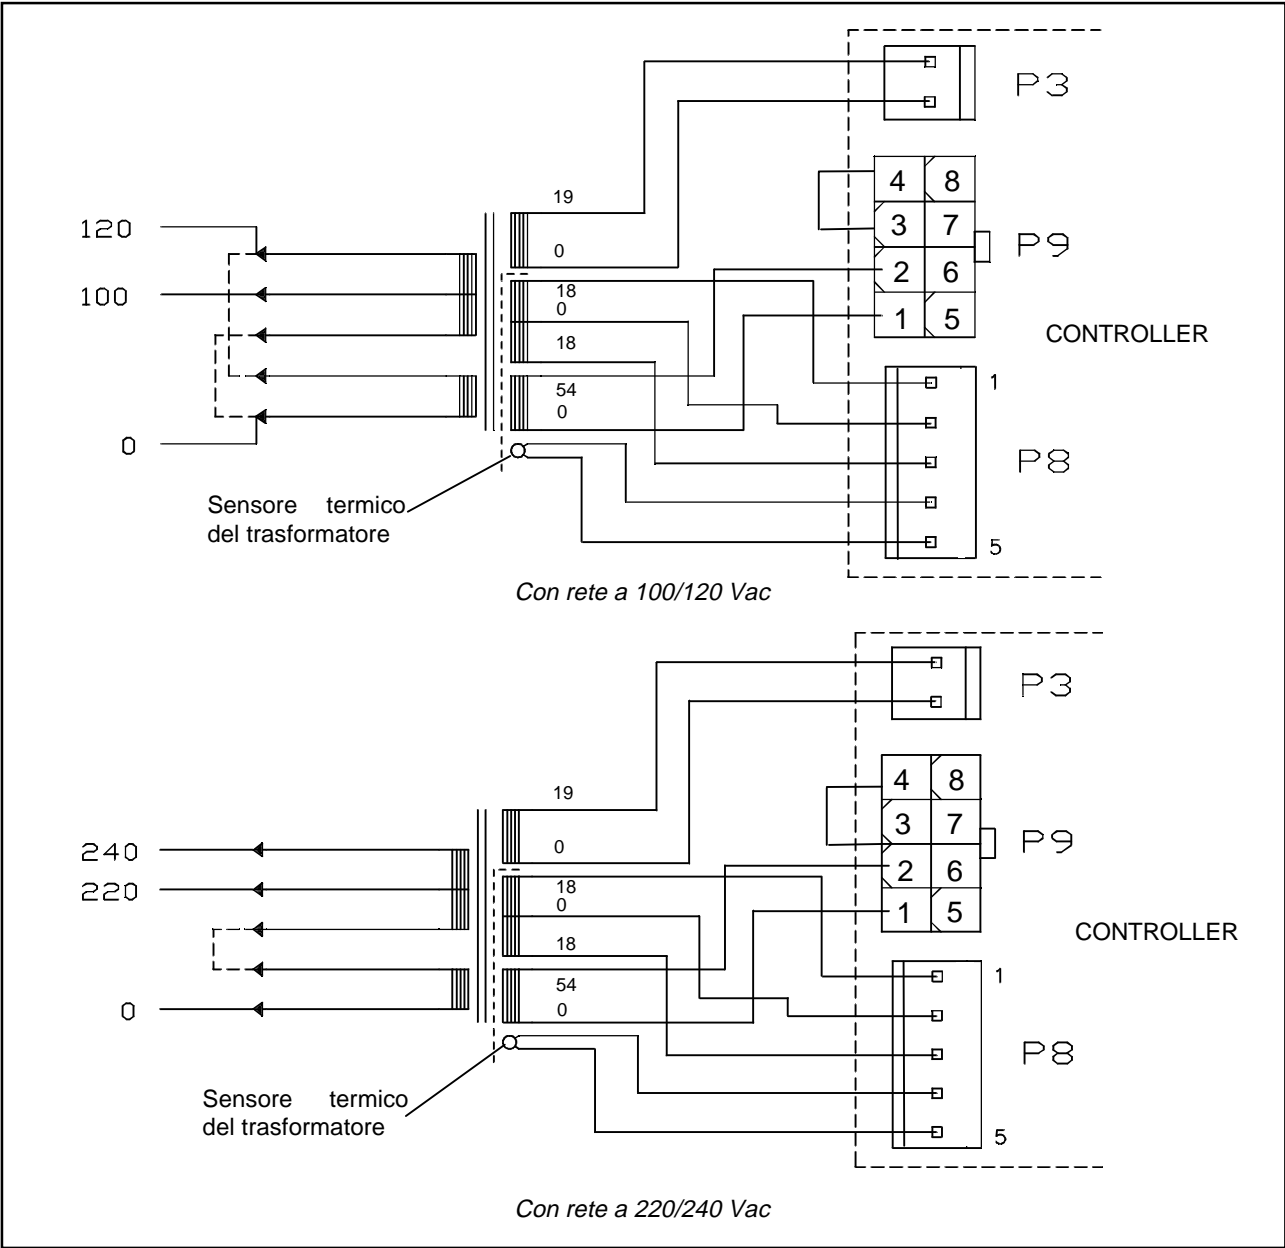 P3
19
4 8
120
3 7
0
P9
2 6
100
18
0
1 5
CONTROLLER
18
1
54
0
0
P8
Sensore termico
del trasformatore
5
Con rete a 100/120 Vac
P3
4 8
19
3 7
240
0
P9
2 6
220
18
0
1 5
CONTROLLER
18
1
54
0
0
P8
Sensore termico
del trasformatore
5
Con rete a 220/240 Vac